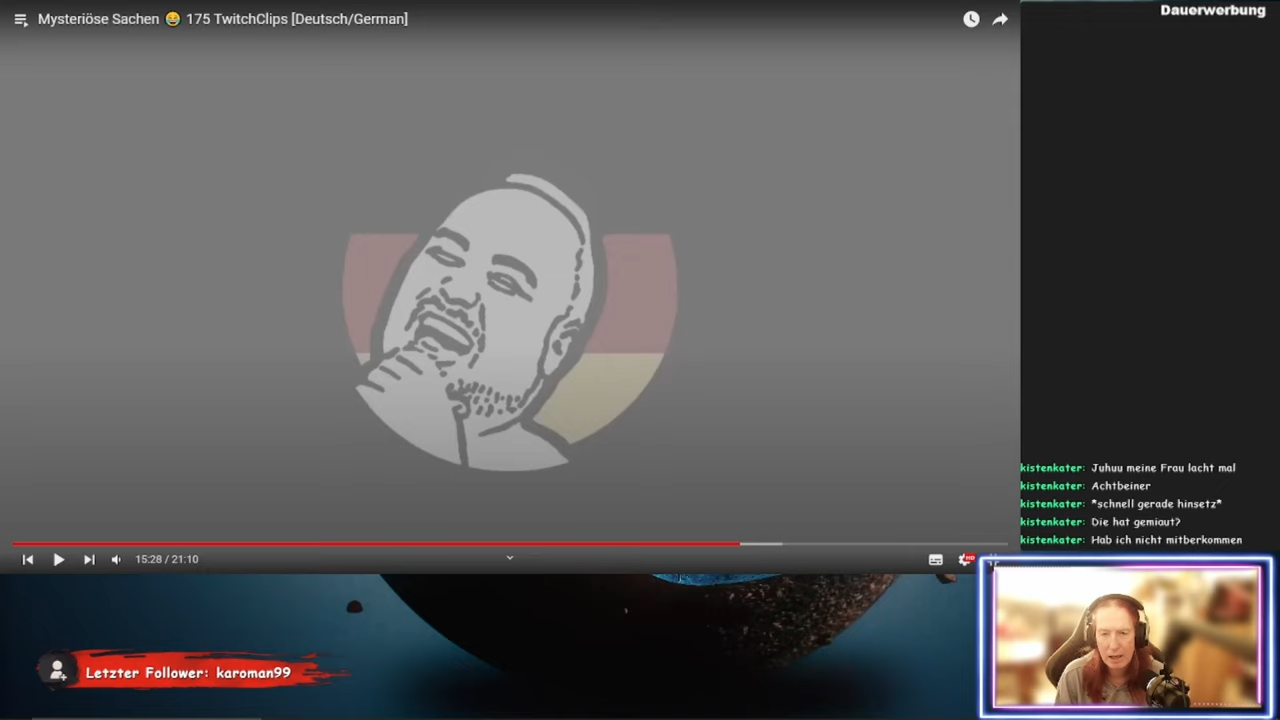 Mysteriöse Sachen 😂 175 TwitchClips [Deutsch/German]
Dauerwerbung
kistenkater: Juhuu meine Frau lacht mal
kistenkater: Achtbeiner
kistenkater: *schnell gerade hinsetz*
kistenkater: Die hat gemiaut?
kistenkater: Hab ich nicht mitberkommen
15:28 / 21:10
HD
Letzter Follower: karoman99